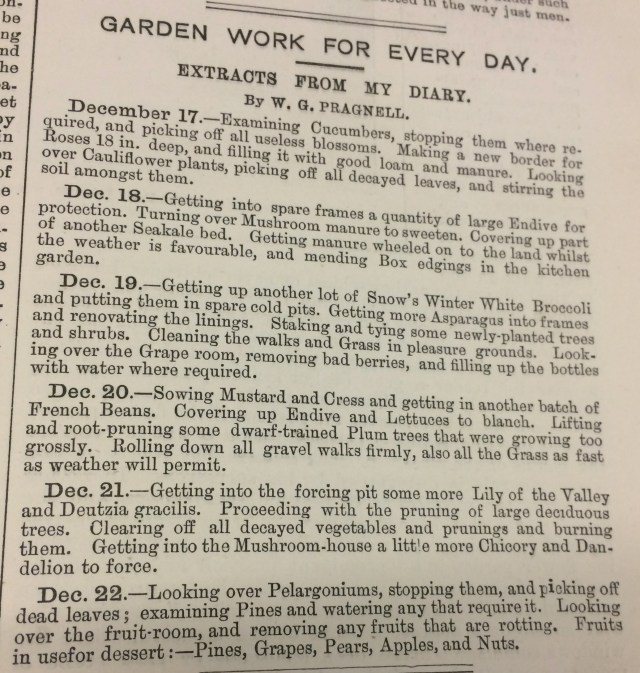 in the way just men-
GARDEN WORK FOR EVERY DAY.
EXTRACTS FROM MY DIARY.
By W. G. PRAGNELL.
December 17.—Examining Cucumbers, stopping them where re-
quired, and picking off all useless blossoms. Making a new border for
Roses 18 in. deep, and filling it with good loam and manure. Looking
over Cauliflower plants, picking off all decayed leaves, and stirring the
soil amongst them.
Dec. 18.—Getting into spare frames a quantity of large Endive for
protection. Turning over Mushroom manure to sweeten. Covering up part
of another Seakale bed. Getting manure wheeled on to the land whilst
the weather is favourable, and mending Box edgings in the kitchen
garden.
Dec. 19.—Getting up another lot of Snow's Winter White Broccoli
and putting them in spare cold pits. Getting more Asparagus into frames
and renovating the linings. Staking and tying some newly-planted trees
and shrubs. Cleaning the walks and Grass in pleasure grounds. Look-
ing over the Grape room, removing bad berries, and filling up the bottles
with water where required.
Dec. 20.—Sowing Mustard and Cress and getting in another batch of
French Beans. Covering up Endive and Lettuces to blanch. Lifting
and root-pruning some dwarf-trained Plum trees that were growing too
grossly. Rolling down all gravel walks firmly, also all the Grass as fast
as weather will permit.
Dec. 21.—Getting into the forcing pit some more Lily of the Valley
and Deutzia gracilis. Proceeding with the pruning of large deciduous
trees. Clearing off all decayed vegetables and prunings and burning
them. Getting into the Mushroom-house a little more Chicory and Dan-
delion to force.
Dec. 22.—Looking over Pelargoniums, stopping them, and picking off
dead leaves; examining Pines and watering any that require it. Looking
over the fruit-room, and removing any fruits that are rotting. Fruits
in usefor dessert:—Pines, Grapes, Pears, Apples, and Nuts.